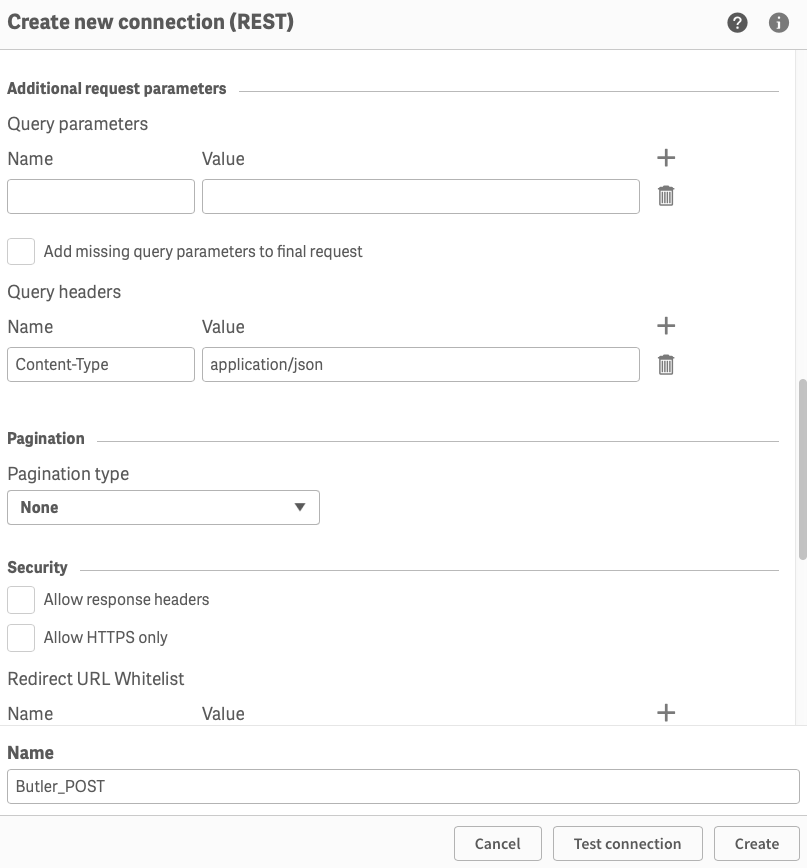 Create new connection (REST)
Additional request parameters
Query parameters
Name Value
Add missing query parameters to final request
Query headers
Name Value
Content-Type application/json
Pagination
Pagination type
None
Security
Allow response headers
Allow HTTPS only
Redirect URL Whitelist
Name Value
Name
Butler_POST
Cancel Test connection Create